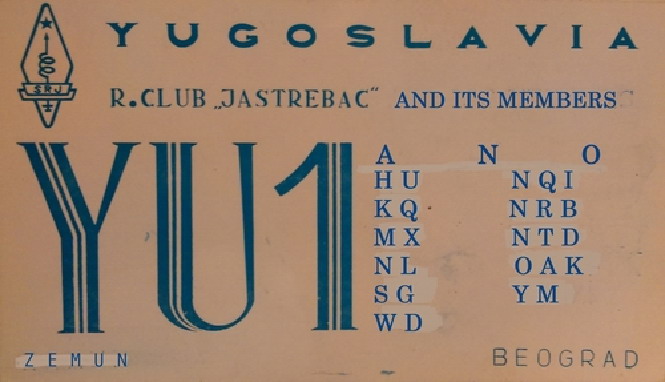 YUGOSLAVIA
SRJ
R.CLUB „JASTREBAC“ AND ITS MEMBERS
YU1
A N O
HU NQI
KQ NRB
MX NTD
NL OAK
SG YM
WD
ZEMUN BEOGRAD